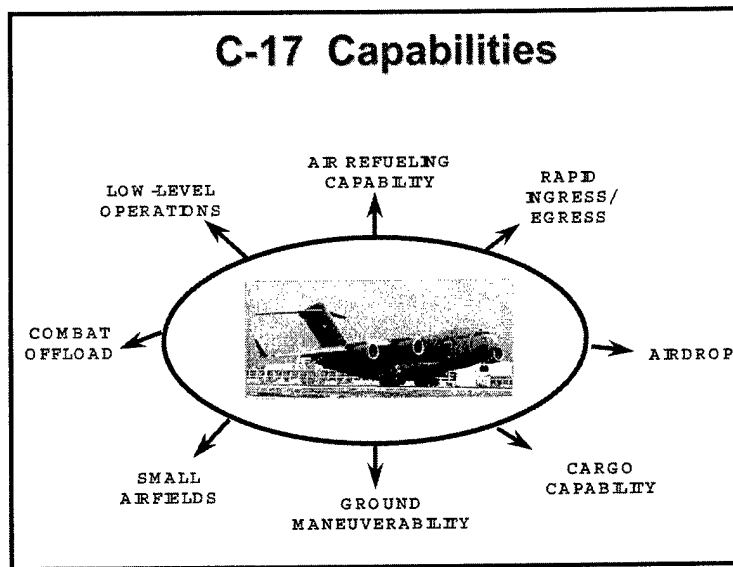 C-17 Capabilities
AIR REFUELING
CAPABILITY
RAPID
INGRESS/
EGRESS
LOW-LEVEL
OPERATIONS
COMBAT
OFFLOAD
AIRDROP
SMALL
AIRFIELDS
GROUND
MANEUVERABILITY
CARGO
CAPABILITY